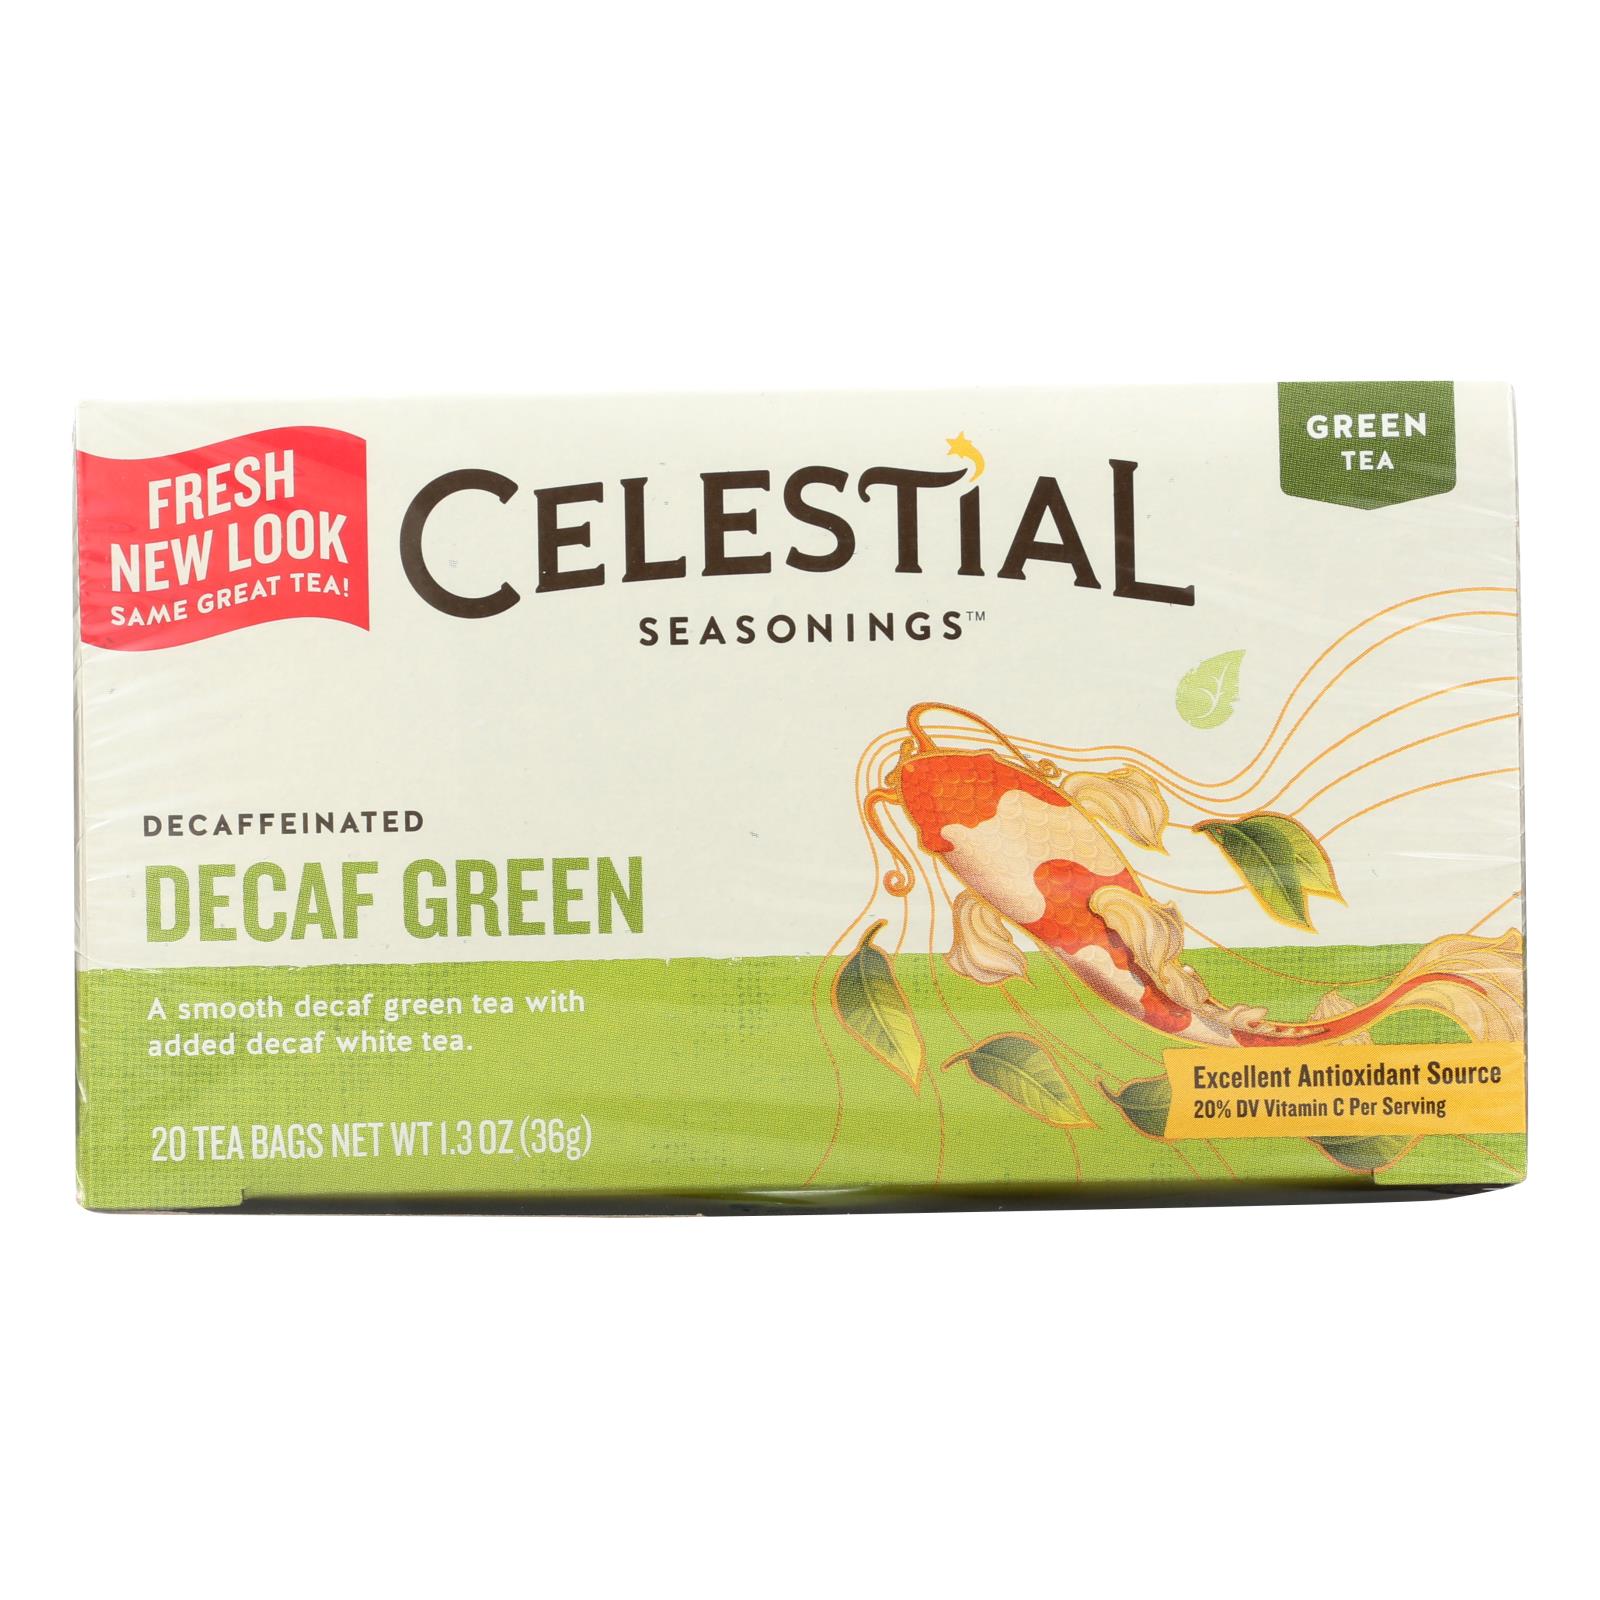 FRESH
NEW LOOK
SAME GREAT TEA!
CELESTIAL
SEASONINGS™
GREEN
TEA
DECAFFEINATED
DECAF GREEN
A smooth decaf green tea with
added decaf white tea.
20 TEA BAGS NET WT 1.3 OZ (36g)
Excellent Antioxidant Source
20% DV Vitamin C Per Serving